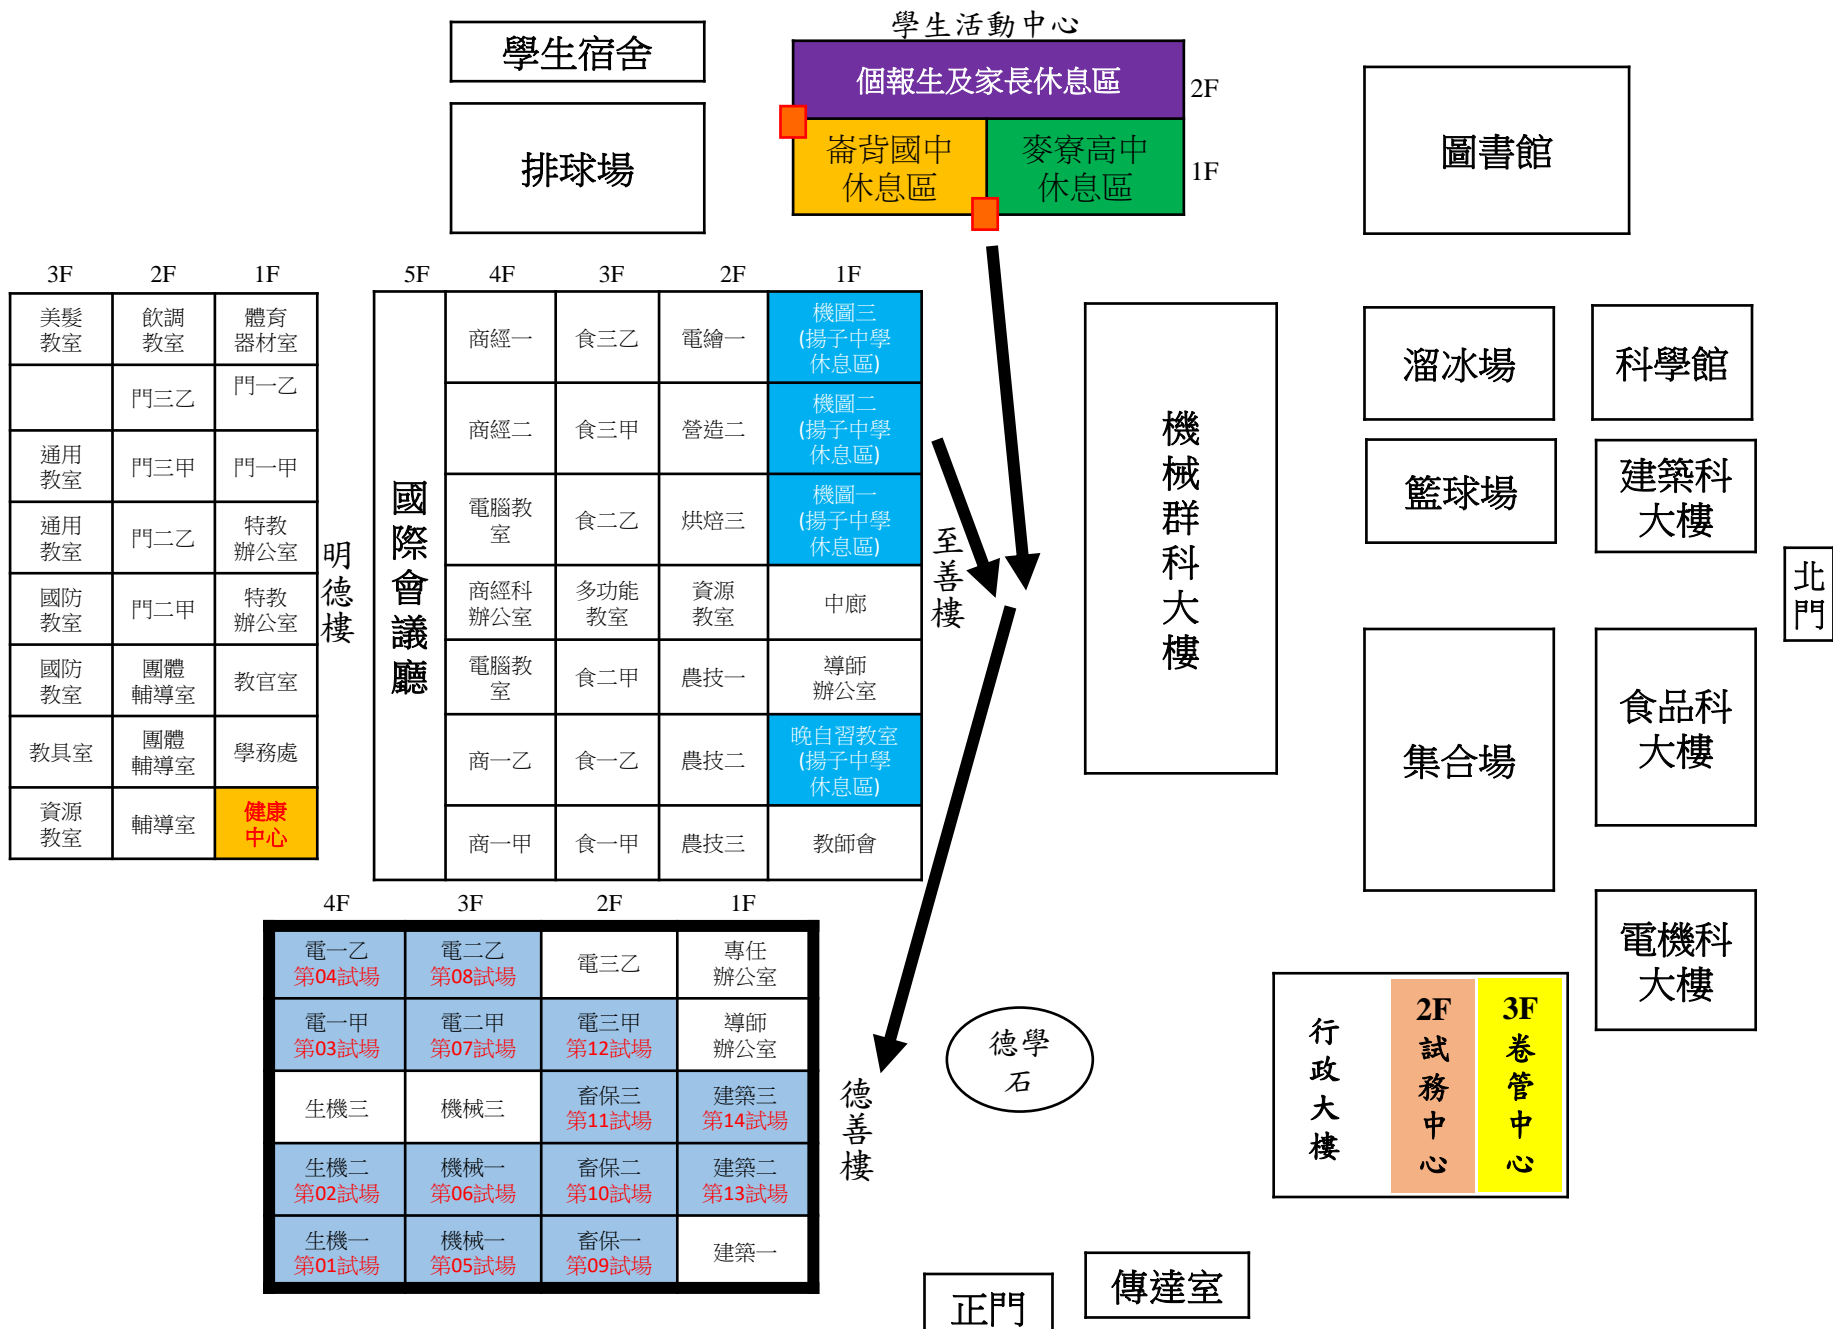 學生活動中心
學生宿舍
排球場
個報生及家長休息區
2F
崙背國中
休息區
麥寮高中
休息區
1F
圖書館
3F 2F 1F
美髮
教室
飲調
教室
體育
器材室
門三乙
門一乙
通用
教室
門三甲
門一甲
通用
教室
門二乙
特教
辦公室
國防
教室
門二甲
特教
辦公室
國防
教室
團體
輔導室
教官室
教具室
團體
輔導室
學務處
資源
教室
輔導室
健康
中心
明德樓
5F 4F 3F 2F 1F
國際會議廳
商經一
食三乙
電繪一
機圖三
(揚子中學
休息區)
商經二
食三甲
營造二
機圖二
(揚子中學
休息區)
電腦教
室
食二乙
烘焙三
機圖一
(揚子中學
休息區)
商經科
辦公室
多功能
教室
資源
教室
中廊
電腦教
室
食二甲
農技一
導師
辦公室
商一乙
食一乙
農技二
晚自習教室
(揚子中學
休息區)
商一甲
食一甲
農技三
教師會
至善樓
機械群科大樓
溜冰場
科學館
籃球場
建築科
大樓
北門
集合場
食品科
大樓
電機科
大樓
4F 3F 2F 1F
電一乙
第04試場
電二乙
第08試場
電三乙
專任
辦公室
電一甲
第03試場
電二甲
第07試場
電三甲
第12試場
導師
辦公室
生機三
機械三
畜保三
第11試場
建築三
第14試場
生機二
第02試場
機械一
第06試場
畜保二
第10試場
建築二
第13試場
生機一
第01試場
機械一
第05試場
畜保一
第09試場
建築一
德善樓
德學
石
行政大樓
2F試務中心
3F卷管中心
正門
傳達室